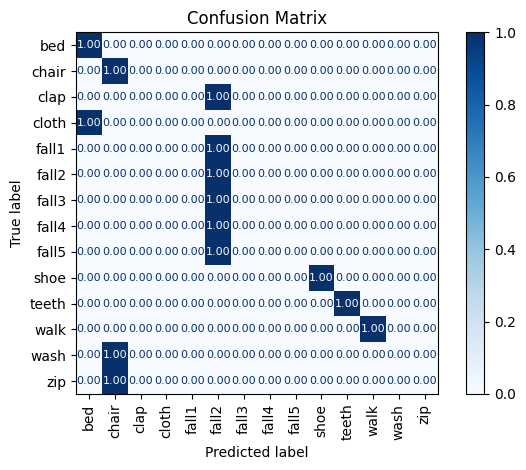 Confusion Matrix
True label
bed 1.00 0.00 0.00 0.00 0.00 0.00 0.00 0.00 0.00 0.00 0.00 0.00 0.00 0.00
chair 0.00 1.00 0.00 0.00 0.00 0.00 0.00 0.00 0.00 0.00 0.00 0.00 0.00 0.00
clap 0.00 0.00 0.00 0.00 0.00 1.00 0.00 0.00 0.00 0.00 0.00 0.00 0.00 0.00
cloth 1.00 0.00 0.00 0.00 0.00 0.00 0.00 0.00 0.00 0.00 0.00 0.00 0.00 0.00
fall1 0.00 0.00 0.00 0.00 0.00 1.00 0.00 0.00 0.00 0.00 0.00 0.00 0.00 0.00
fall2 0.00 0.00 0.00 0.00 0.00 1.00 0.00 0.00 0.00 0.00 0.00 0.00 0.00 0.00
fall3 0.00 0.00 0.00 0.00 0.00 1.00 0.00 0.00 0.00 0.00 0.00 0.00 0.00 0.00
fall4 0.00 0.00 0.00 0.00 0.00 1.00 0.00 0.00 0.00 0.00 0.00 0.00 0.00 0.00
fall5 0.00 0.00 0.00 0.00 0.00 1.00 0.00 0.00 0.00 0.00 0.00 0.00 0.00 0.00
shoe 0.00 0.00 0.00 0.00 0.00 0.00 0.00 0.00 0.00 1.00 0.00 0.00 0.00 0.00
teeth 0.00 0.00 0.00 0.00 0.00 0.00 0.00 0.00 0.00 0.00 1.00 0.00 0.00 0.00
walk 0.00 0.00 0.00 0.00 0.00 0.00 0.00 0.00 0.00 0.00 0.00 1.00 0.00 0.00
wash 0.00 1.00 0.00 0.00 0.00 0.00 0.00 0.00 0.00 0.00 0.00 0.00 0.00 0.00
zip 0.00 1.00 0.00 0.00 0.00 0.00 0.00 0.00 0.00 0.00 0.00 0.00 0.00 0.00
bed chair clap cloth fall1 fall2 fall3 fall4 fall5 shoe teeth walk wash zip
Predicted label
1.0
0.8
0.6
0.4
0.2
0.0